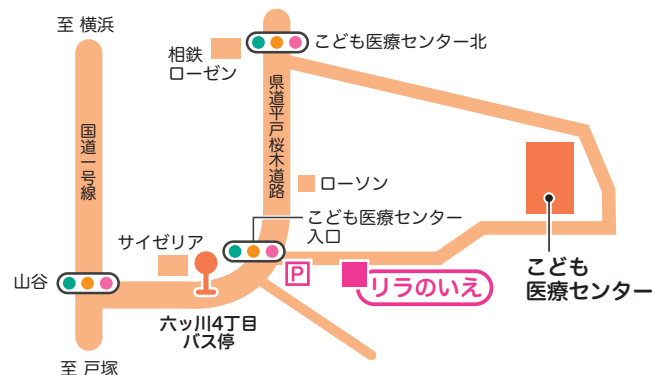 至 横浜
こども医療センター北
相鉄
ローゼン
県道平戸桜木道路
国道一号線
ローソン
こども医療センター
入口
サイゼリア
P
山谷
リラのいえ
こども
医療センター
六ッ川4丁目
バス停
至 戸塚